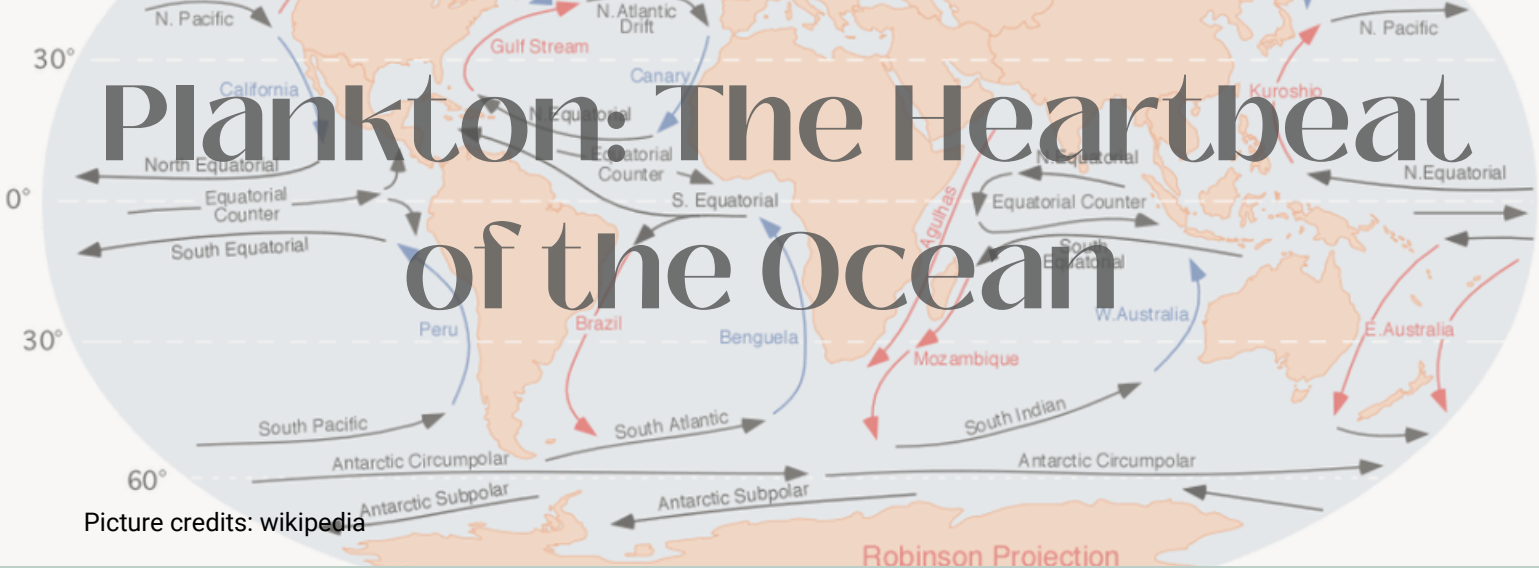 N. Pacific
N.Atlantic
Drift
Gulf Stream
N. Pacific
30°
California
Canary
Kuroshio
Plankton: The Heartbeat
N.Equatorial
North Equatorial
Equatorial
Counter
N.Equatorial
N.Equatorial
0°
Equatorial
Counter
S. Equatorial
Agulhas
Equatorial Counter
South Equatorial
South
Equatorial
of the Ocean
Peru
Brazil
Benguela
W.Australia
E.Australia
30°
Mozambique
South Pacific
South Atlantic
South Indian
Antarctic Circumpolar
Antarctic Circumpolar
60°
Antarctic Subpolar
Antarctic Subpolar
Picture credits: wikipedia
Robinson Projection